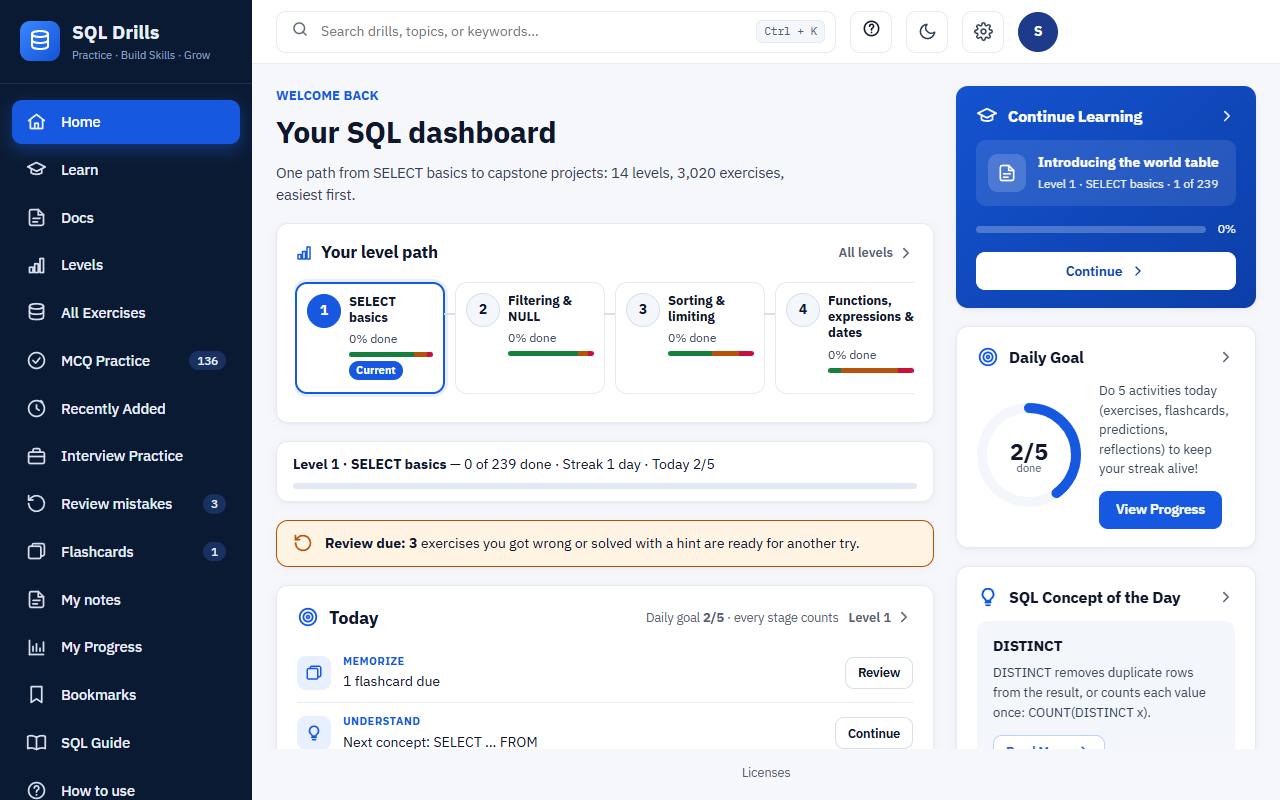 SQL Drills
Practice · Build Skills · Grow
Home
Learn
Docs
Levels
All Exercises
MCQ Practice 136
Recently Added
Interview Practice
Review mistakes 3
Flashcards 1
My notes
My Progress
Bookmarks
SQL Guide
How to use
Search drills, topics, or keywords... Ctrl + K
S
WELCOME BACK
Your SQL dashboard
One path from SELECT basics to capstone projects: 14 levels, 3,020 exercises,
easiest first.
Your level path All levels
1 SELECT
basics
0% done
Current
2 Filtering &
NULL
0% done
3 Sorting &
limiting
0% done
4 Functions,
expressions &
dates
0% done
Level 1 · SELECT basics — 0 of 239 done · Streak 1 day · Today 2/5
Review due: 3 exercises you got wrong or solved with a hint are ready for another try.
Today Daily goal 2/5 · every stage counts Level 1
MEMORIZE
1 flashcard due Review
UNDERSTAND
Next concept: SELECT ... FROM Continue
Continue Learning
Introducing the world table
Level 1 · SELECT basics · 1 of 239
0%
Continue
Daily Goal
2/5
done
Do 5 activities today
(exercises, flashcards,
predictions,
reflections) to keep
your streak alive!
View Progress
SQL Concept of the Day
DISTINCT
DISTINCT removes duplicate rows
from the result, or counts each value
once: COUNT(DISTINCT x).
Licenses